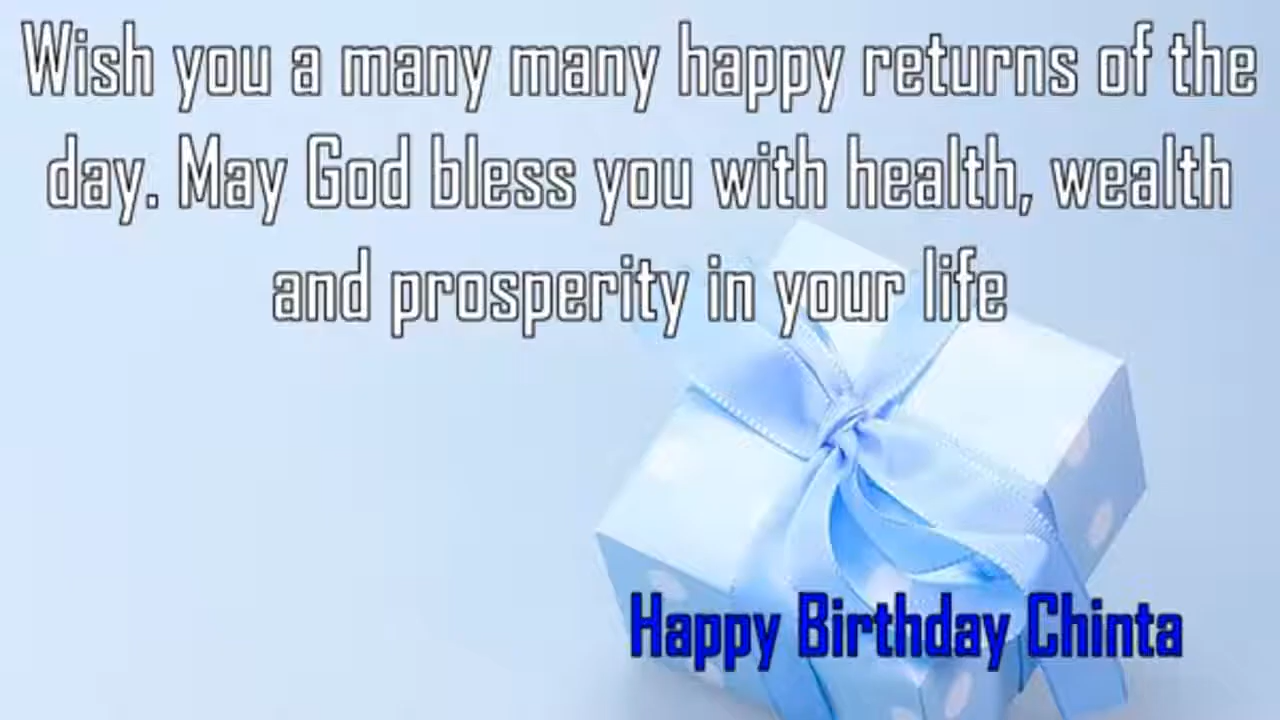 Wish you a many many happy returns of the
day. May God bless you with health, wealth
and prosperity in your life
Happy Birthday Chinta